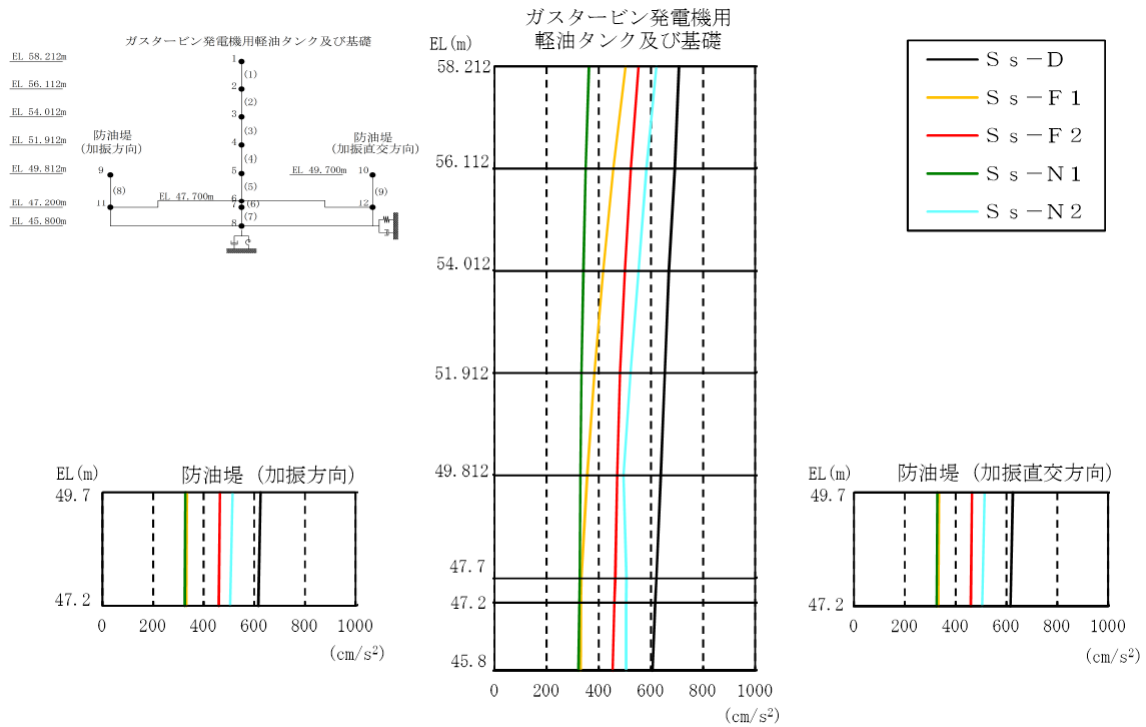 ガスタービン発電機用軽油タンク及び基礎
EL 58.212m
1
(1)
EL 56.112m
2
(2)
EL 54.012m
3
(3)
EL 51.912m
防油堤
(加振方向)
4
防油堤
(加振直交方向)
(4)
EL 49.812m
9
5
EL 49.700m
10
(8)
(5)
(9)
EL 47.700m
6
EL 47.200m
11
7
(6)
12
(7)
EL 45.800m
8
ガスタービン発電機用
軽油タンク及び基礎
EL(m)
58.212
56.112
54.012
51.912
49.812
47.7
47.2
45.8
0 200 400 600 800 1000
(cm/s²)
Ss-D
Ss-F1
Ss-F2
Ss-N1
Ss-N2
EL(m)
防油堤（加振方向）
49.7
47.2
0 200 400 600 800 1000
(cm/s²)
EL(m)
防油堤（加振直交方向）
49.7
47.2
0 200 400 600 800 1000
(cm/s²)